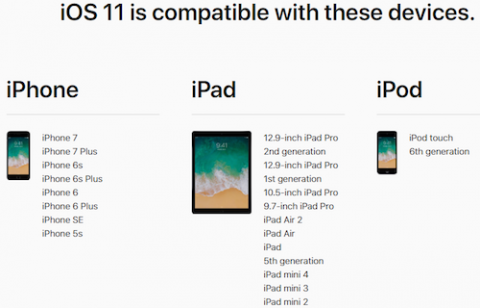 iOS 11 is compatible with these devices.
iPhone
iPhone 7
iPhone 7 Plus
iPhone 6s
iPhone 6s Plus
iPhone 6
iPhone 6 Plus
iPhone SE
iPhone 5s
iPad
12.9-inch iPad Pro
2nd generation
12.9-inch iPad Pro
1st generation
10.5-inch iPad Pro
9.7-inch iPad Pro
iPad Air 2
iPad Air
iPad
5th generation
iPad mini 4
iPad mini 3
iPad mini 2
iPod
iPod touch
6th generation